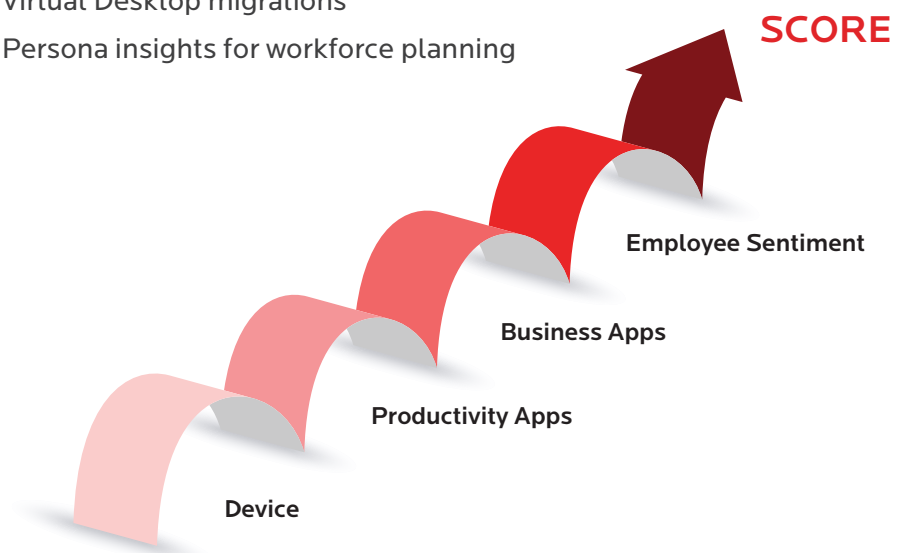 Virtual Desktop migrations
Persona insights for workforce planning
SCORE
Employee Sentiment
Business Apps
Productivity Apps
Device